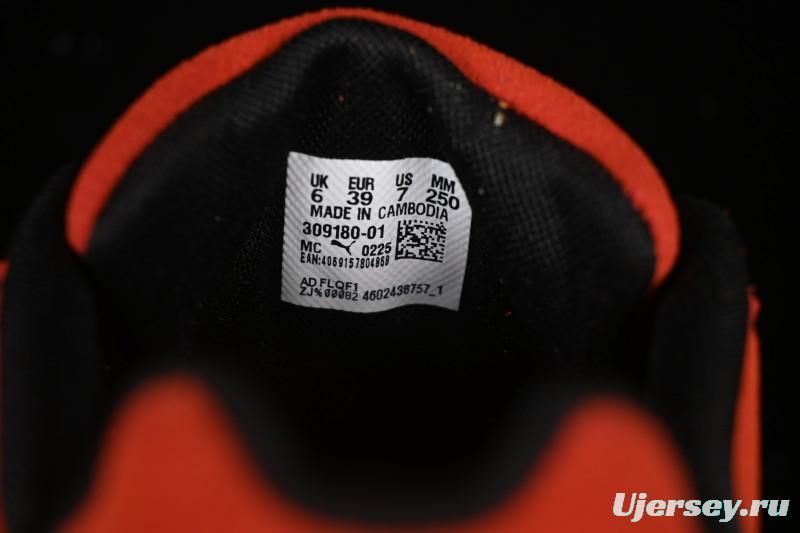 UK EUR US MM
6 39 7 250
MADE IN CAMBODIA
309180-01
MC 0225
EAN:4069157804868
AD FLQF1
ZJ% 00082 4602438757_1
Ujersey.ru